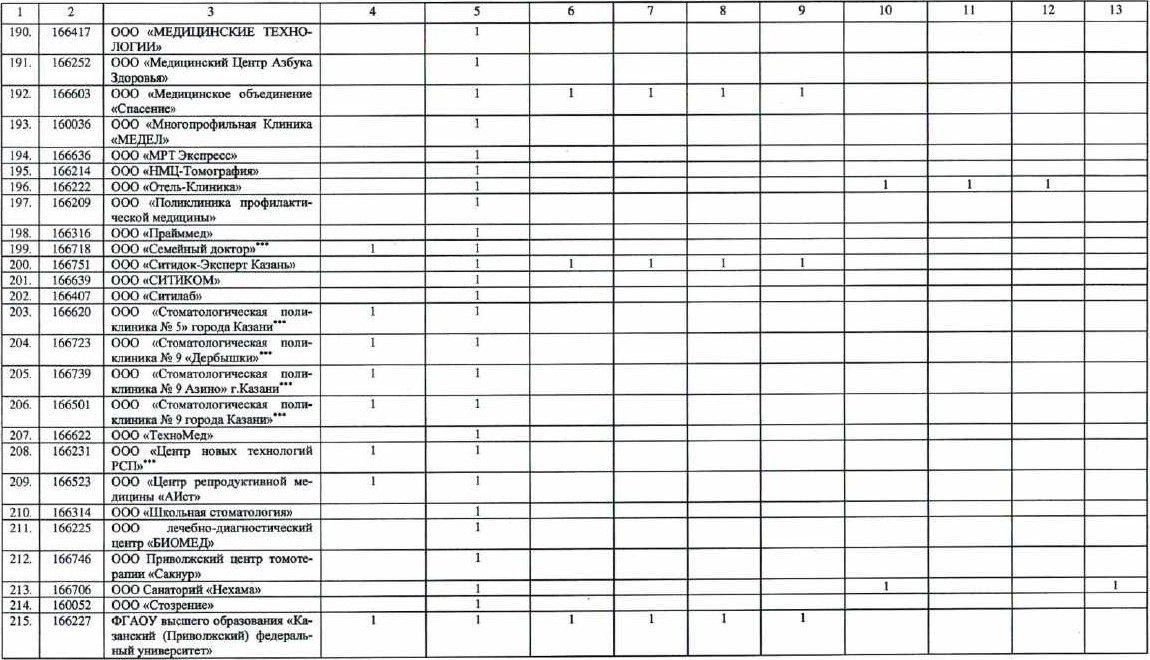 1 2 3 4 5 6 7 8 9 10 11 12 13
190. 166417 ООО «МЕДИЦИНСКИЕ ТЕХНО- 1
ЛОГИИ»
191. 166252 ООО «Медицинский Центр Азбука 1
Здоровья»
192. 166603 ООО «Медицинское объединение 1 1 1 1 1
«Спасение»
193. 160036 ООО «Многопрофильная Клиника 1
«МЕДЕЛ»
194. 166636 ООО «МРТ Экспресс» 1
195. 166214 ООО «НМЦ-Томография» 1
196. 166222 ООО «Отель-Клиника» 1 1 1 1
197. 166209 ООО «Поликлиника профилакти- 1
ческой медицины»
198. 166316 ООО «Прайммед» 1
199. 166718 ООО «Семейный доктор»*** 1 1
200. 166751 ООО «Ситидок-Эксперт Казань» 1 1 1 1 1
201. 166639 ООО «СИТИКОМ» 1
202. 166407 ООО «Ситилаб» 1
203. 166620 ООО «Стоматологическая поли- 1 1
клиника № 5» города Казани***
204. 166723 ООО «Стоматологическая поли- 1 1
клиника № 9 «Дербышки»***
205. 166739 ООО «Стоматологическая поли- 1 1
клиника № 9 Азино» г.Казани***
206. 166501 ООО «Стоматологическая поли- 1 1
клиника № 9 города Казани»***
207. 166622 ООО «ТехноМед» 1
208. 166231 ООО «Центр новых технологий 1 1
РСП»***
209. 166523 ООО «Центр репродуктивной ме- 1 1
дицины «АИст»
210. 166314 ООО «Школьная стоматология» 1
211. 166225 ООО лечебно-диагностический 1
центр «БИОМЕД»
212. 166746 ООО Приволжский центр томоте- 1
рапии «Сакнур»
213. 166706 ООО Санаторий «Нехама» 1 1 1
214. 160052 ООО «Стозрение» 1
215. 166227 ФГАОУ высшего образования «Ка- 1 1 1 1 1 1
занский (Приволжский) федераль-
ный университет»